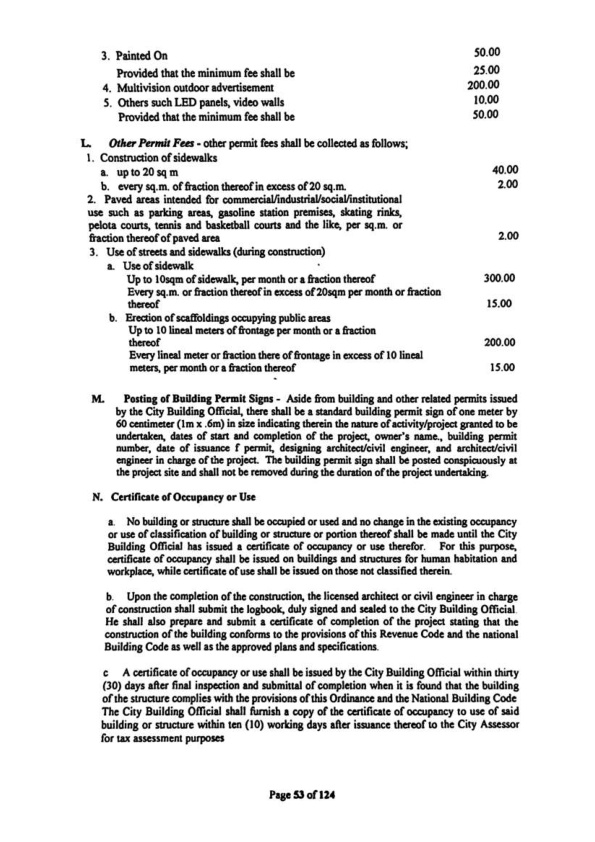 3. Painted On 50.00
Provided that the minimum fee shall be 25.00
4. Multivision outdoor advertisement 200.00
5. Others such LED panels, video walls 10.00
Provided that the minimum fee shall be 50.00
L. Other Permit Fees - other permit fees shall be collected as follows;
1. Construction of sidewalks
a. up to 20 sq m 40.00
b. every sq.m. of fraction thereof in excess of 20 sq.m. 2.00
2. Paved areas intended for commercial/industrial/social/institutional
use such as parking areas, gasoline station premises, skating rinks,
pelota courts, tennis and basketball courts and the like, per sq.m. or
fraction thereof of paved area 2.00
3. Use of streets and sidewalks (during construction)
a. Use of sidewalk
Up to 10sqm of sidewalk, per month or a fraction thereof 300.00
Every sq.m. or fraction thereof in excess of 20sqm per month or fraction
thereof 15.00
b. Erection of scaffoldings occupying public areas
Up to 10 lineal meters of frontage per month or a fraction
thereof 200.00
Every lineal meter or fraction there of frontage in excess of 10 lineal
meters, per month or a fraction thereof 15.00
M. Posting of Building Permit Signs - Aside from building and other related permits issued
by the City Building Official, there shall be a standard building permit sign of one meter by
60 centimeter (1m x .6m) in size indicating therein the nature of activity/project granted to be
undertaken, dates of start and completion of the project, owner's name., building permit
number, date of issuance f permit, designing architect/civil engineer, and architect/civil
engineer in charge of the project. The building permit sign shall be posted conspicuously at
the project site and shall not be removed during the duration of the project undertaking.
N. Certificate of Occupancy or Use
a. No building or structure shall be occupied or used and no change in the existing occupancy
or use of classification of building or structure or portion thereof shall be made until the City
Building Official has issued a certificate of occupancy or use therefor. For this purpose,
certificate of occupancy shall be issued on buildings and structures for human habitation and
workplace, while certificate of use shall be issued on those not classified therein.
b. Upon the completion of the construction, the licensed architect or civil engineer in charge
of construction shall submit the logbook, duly signed and sealed to the City Building Official.
He shall also prepare and submit a certificate of completion of the project stating that the
construction of the building conforms to the provisions of this Revenue Code and the national
Building Code as well as the approved plans and specifications.
c A certificate of occupancy or use shall be issued by the City Building Official within thirty
(30) days after final inspection and submittal of completion when it is found that the building
of the structure complies with the provisions of this Ordinance and the National Building Code
The City Building Official shall furnish a copy of the certificate of occupancy to use of said
building or structure within ten (10) working days after issuance thereof to the City Assessor
for tax assessment purposes
Page 53 of 124